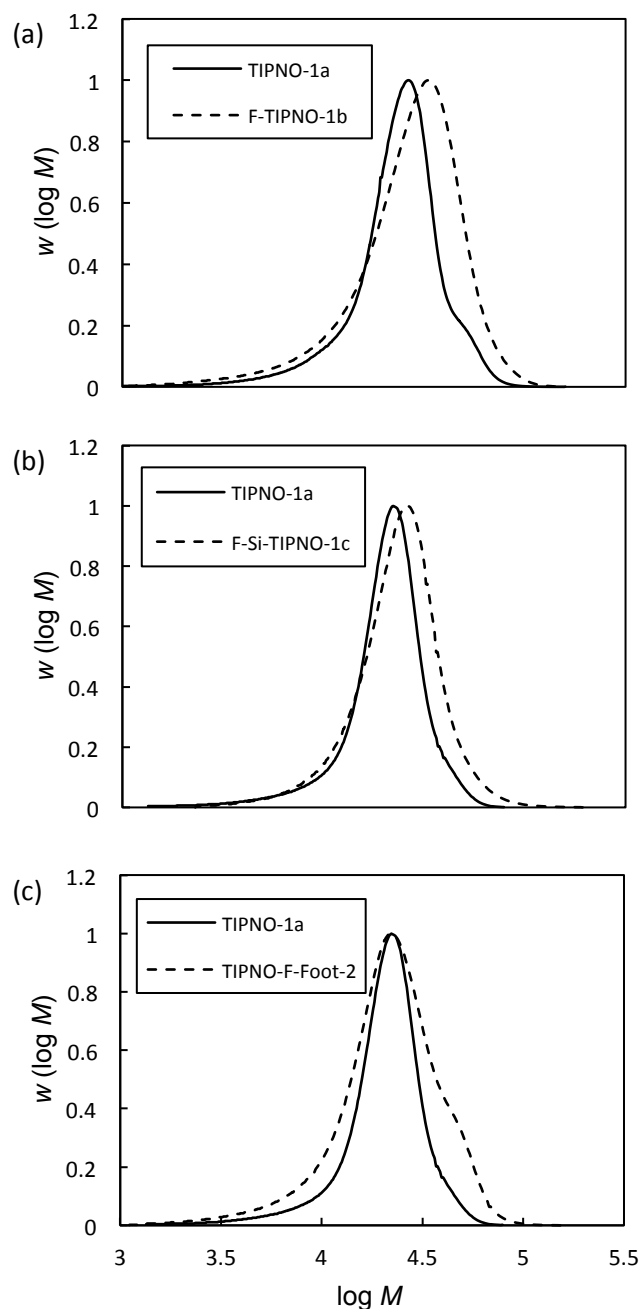 (a)
1.2
1
0.8
0.6
0.4
0.2
0
w (log M)
TIPNO-1a
F-TIPNO-1b
(b)
1.2
1
0.8
0.6
0.4
0.2
0
w (log M)
TIPNO-1a
F-Si-TIPNO-1c
(c)
1.2
1
0.8
0.6
0.4
0.2
0
w (log M)
TIPNO-1a
TIPNO-F-Foot-2
3 3.5 4 4.5 5 5.5
log M